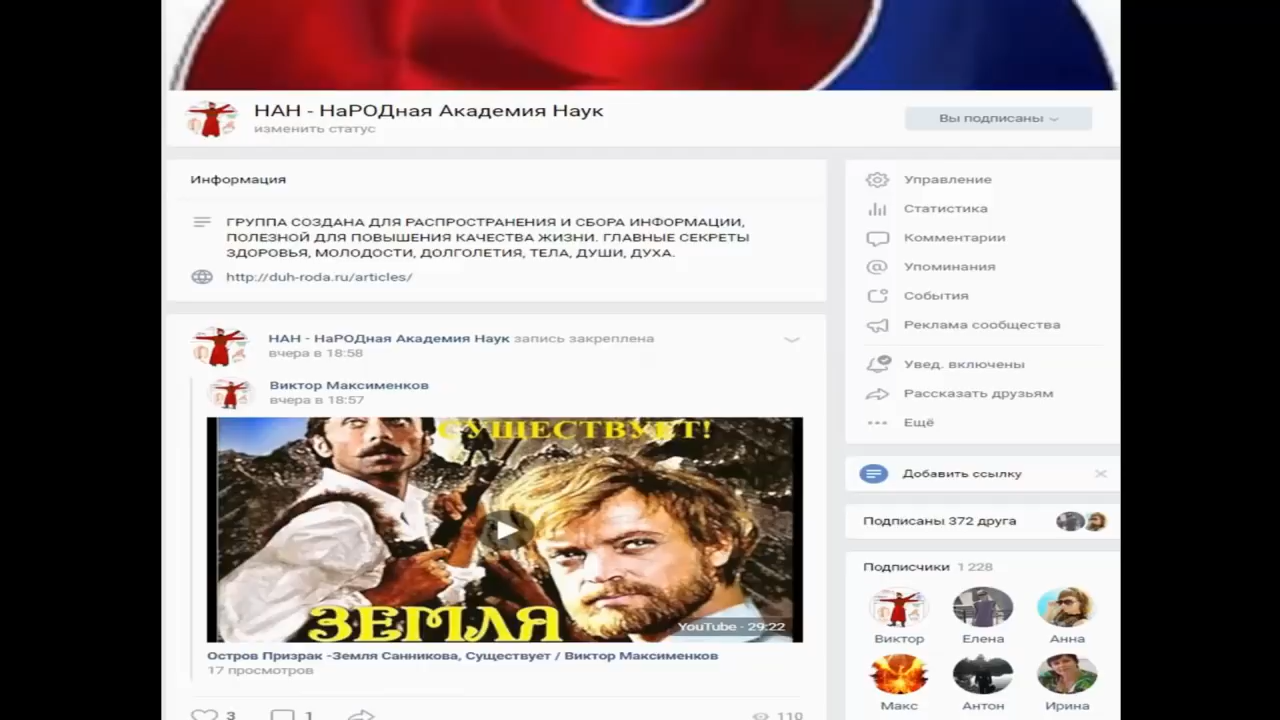 НАН - НаРОДная Академия Наук
изменить статус
Вы подписаны
Информация
ГРУППА СОЗДАНА ДЛЯ РАСПРОСТРАНЕНИЯ И СБОРА ИНФОРМАЦИИ,
ПОЛЕЗНОЙ ДЛЯ ПОВЫШЕНИЯ КАЧЕСТВА ЖИЗНИ. ГЛАВНЫЕ СЕКРЕТЫ
ЗДОРОВЬЯ, МОЛОДОСТИ, ДОЛГОЛЕТИЯ, ТЕЛА, ДУШИ, ДУХА.
http://duh-roda.ru/articles/
НАН - НаРОДная Академия Наук запись закреплена
вчера в 18:58
Виктор Максименков
вчера в 18:57
СУЩЕСТВУЕТ!
ЗЕМЛЯ
YouTube · 29:22
Остров Призрак -Земля Санникова, Существует / Виктор Максименков
17 просмотров
3 1 110
Управление
Статистика
Комментарии
Упоминания
События
Реклама сообщества
Увед. включены
Рассказать друзьям
Ещё
Добавить ссылку
Подписаны 372 друга
Подписчики 1 228
Виктор Елена Анна
Макс Антон Ирина